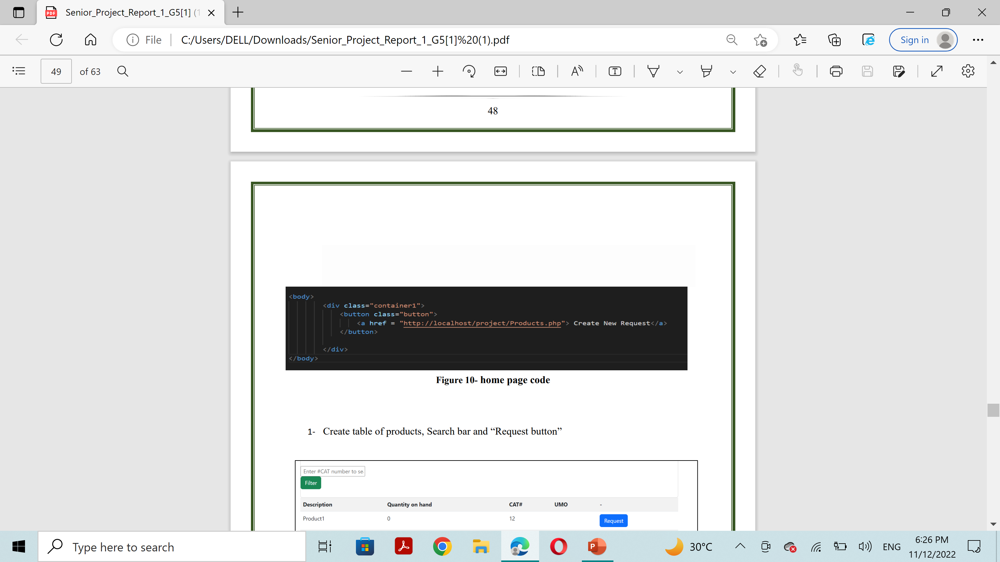 Senior_Project_Report_1_G5[1] (1
File
C:/Users/DELL/Downloads/Senior_Project_Report_1_G5[1]%20(1).pdf
Sign in
49 of 63
48
<body>
<div class="container1">
<button class="button">
<a href = "http://localhost/project/Products.php"> Create New Request</a>
</button>
</div>
</body>
Figure 10- home page code
1- Create table of products, Search bar and “Request button”
Enter #CAT number to se
Filter
Description Quantity on hand CAT# UMO -
Product1 0 12 Request
Type here to search
30°C
ENG
6:26 PM
11/12/2022